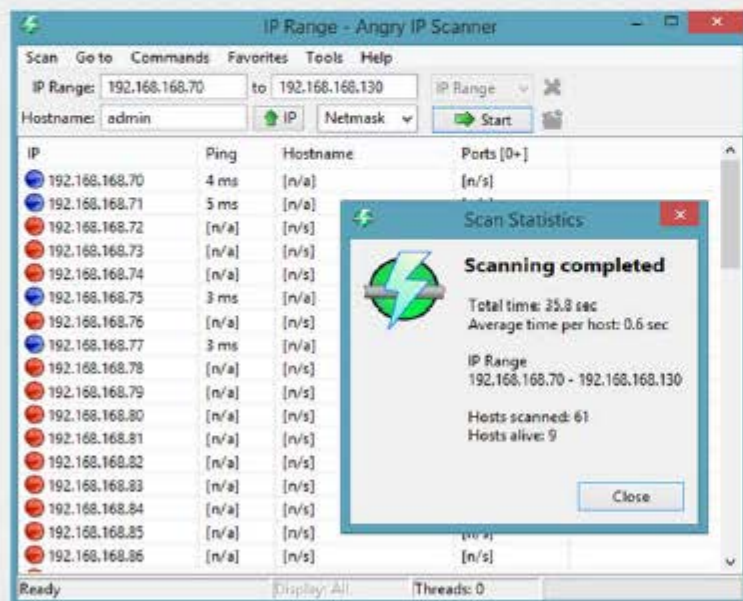 IP Range - Angry IP Scanner
Scan Go to Commands Favorites Tools Help
IP Range: 192.168.168.70 to 192.168.168.130 IP Range
Hostname: admin IP Netmask Start
IP Ping Hostname Ports [0+]
192.168.168.70 4 ms [n/a] [n/s]
192.168.168.71 5 ms [n/a]
192.168.168.72 [n/a] [n/s]
192.168.168.73 [n/a] [n/s]
192.168.168.74 [n/a] [n/s]
192.168.168.75 3 ms [n/a]
192.168.168.76 [n/a] [n/s]
192.168.168.77 3 ms [n/a]
192.168.168.78 [n/a] [n/s]
192.168.168.79 [n/a] [n/s]
192.168.168.80 [n/a] [n/s]
192.168.168.81 [n/a] [n/s]
192.168.168.82 [n/a] [n/s]
192.168.168.83 [n/a] [n/s]
192.168.168.84 [n/a] [n/s]
192.168.168.85 [n/a] [n/s]
192.168.168.86 [n/a] [n/s] [n/s]
Scan Statistics
Scanning completed
Total time: 35.8 sec
Average time per host: 0.6 sec
IP Range
192.168.168.70 - 192.168.168.130
Hosts scanned: 61
Hosts alive: 9
Close
Ready Display: All Threads: 0